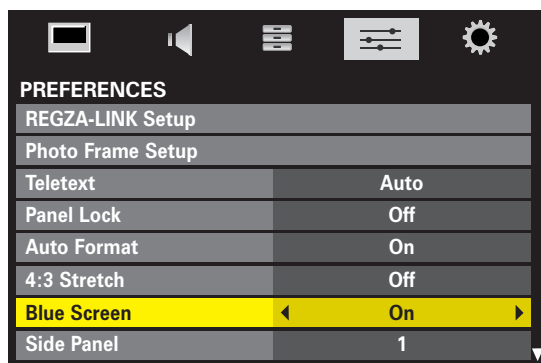 PREFERENCES
REGZA-LINK Setup
Photo Frame Setup
Teletext Auto
Panel Lock Off
Auto Format On
4:3 Stretch Off
Blue Screen On
Side Panel 1